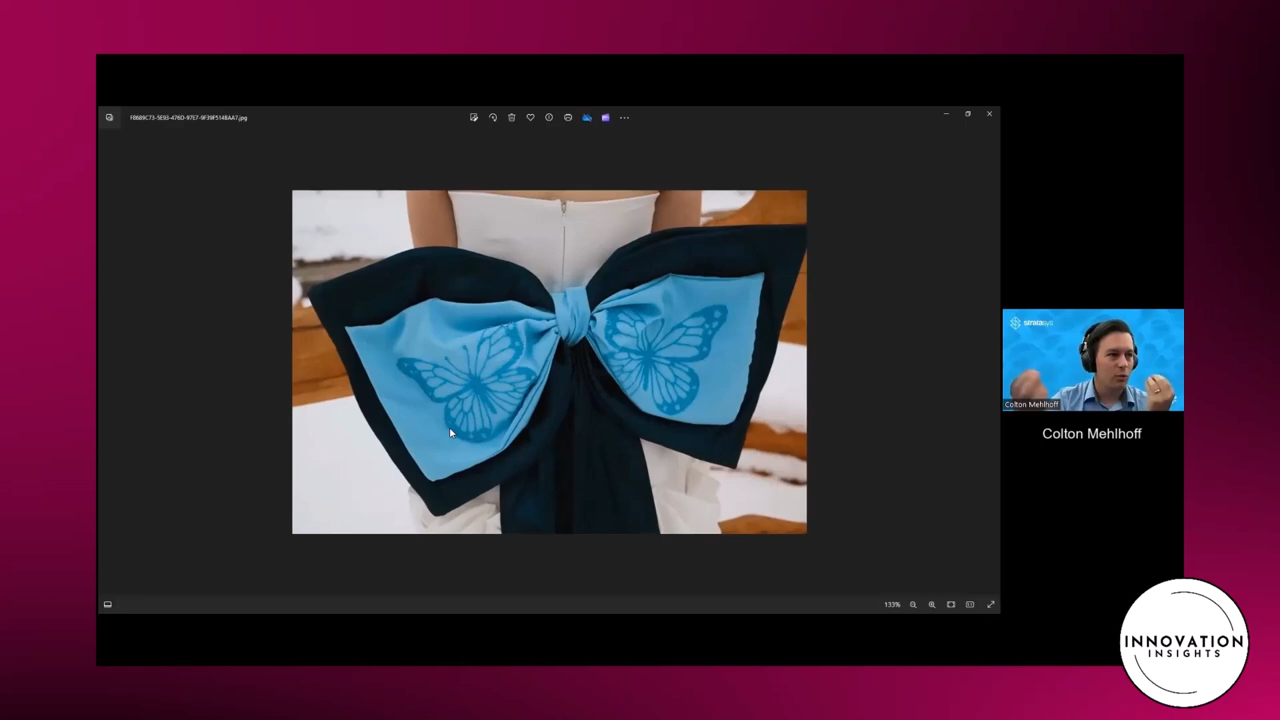 stratasys
Colton Mehlhoff
Colton Mehlhoff
133%
INNOVATION
INSIGHTS